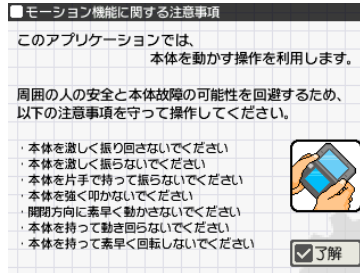 モーション機能に関する注意事項
このアプリケーションでは、
本体を動かす操作を利用します。
周囲の人の安全と本体故障の可能性を回避するため、
以下の注意事項を守って操作してください。
・本体を激しく振り回さないでください
・本体を激しく振らないでください
・本体を片手で持って振らないでください
・本体を強く叩かないでください
・開閉方向に素早く動かさないでください
・本体を持って動き回らないでください
・本体を持って素早く回転しないでください
了解